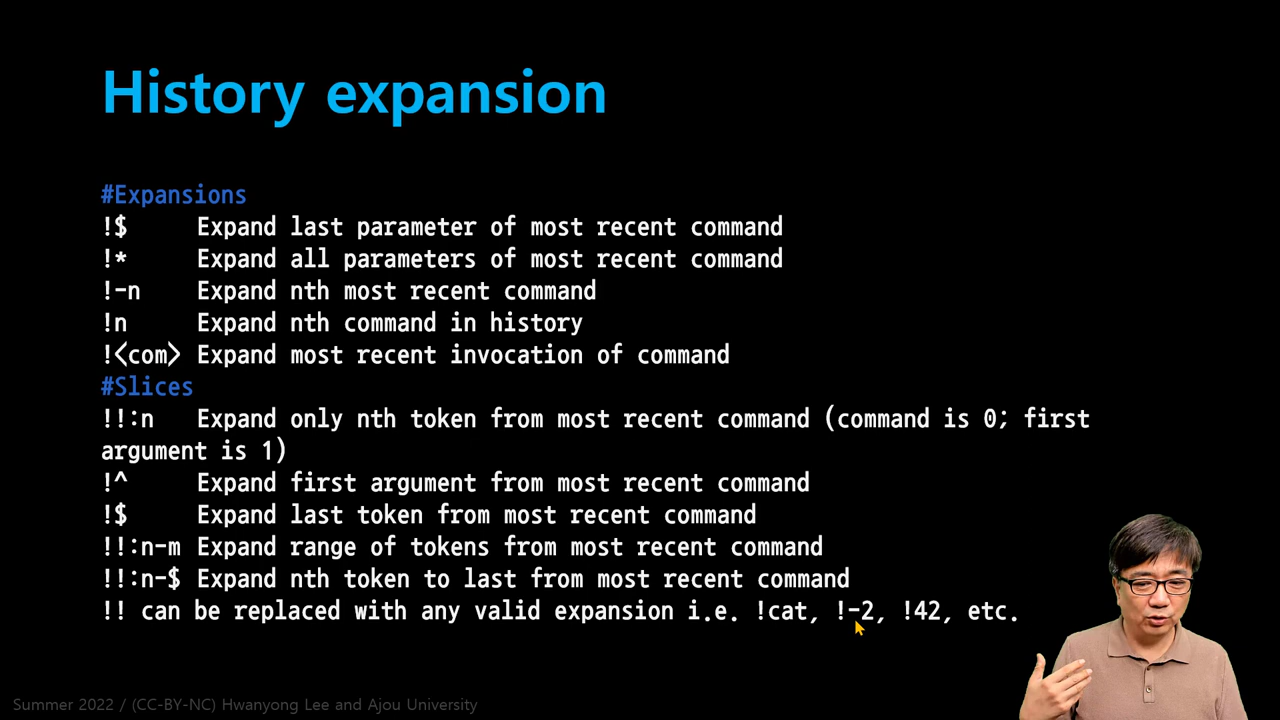 History expansion
#Expansions
!$ Expand last parameter of most recent command
!* Expand all parameters of most recent command
!-n Expand nth most recent command
!n Expand nth command in history
!<com> Expand most recent invocation of command
#Slices
!!:n Expand only nth token from most recent command (command is 0; first
argument is 1)
!^ Expand first argument from most recent command
!$ Expand last token from most recent command
!!:n-m Expand range of tokens from most recent command
!!:n-$ Expand nth token to last from most recent command
!! can be replaced with any valid expansion i.e. !cat, !-2, !42, etc.
Summer 2022 / (CC-BY-NC) Hwanyong Lee and Ajou University